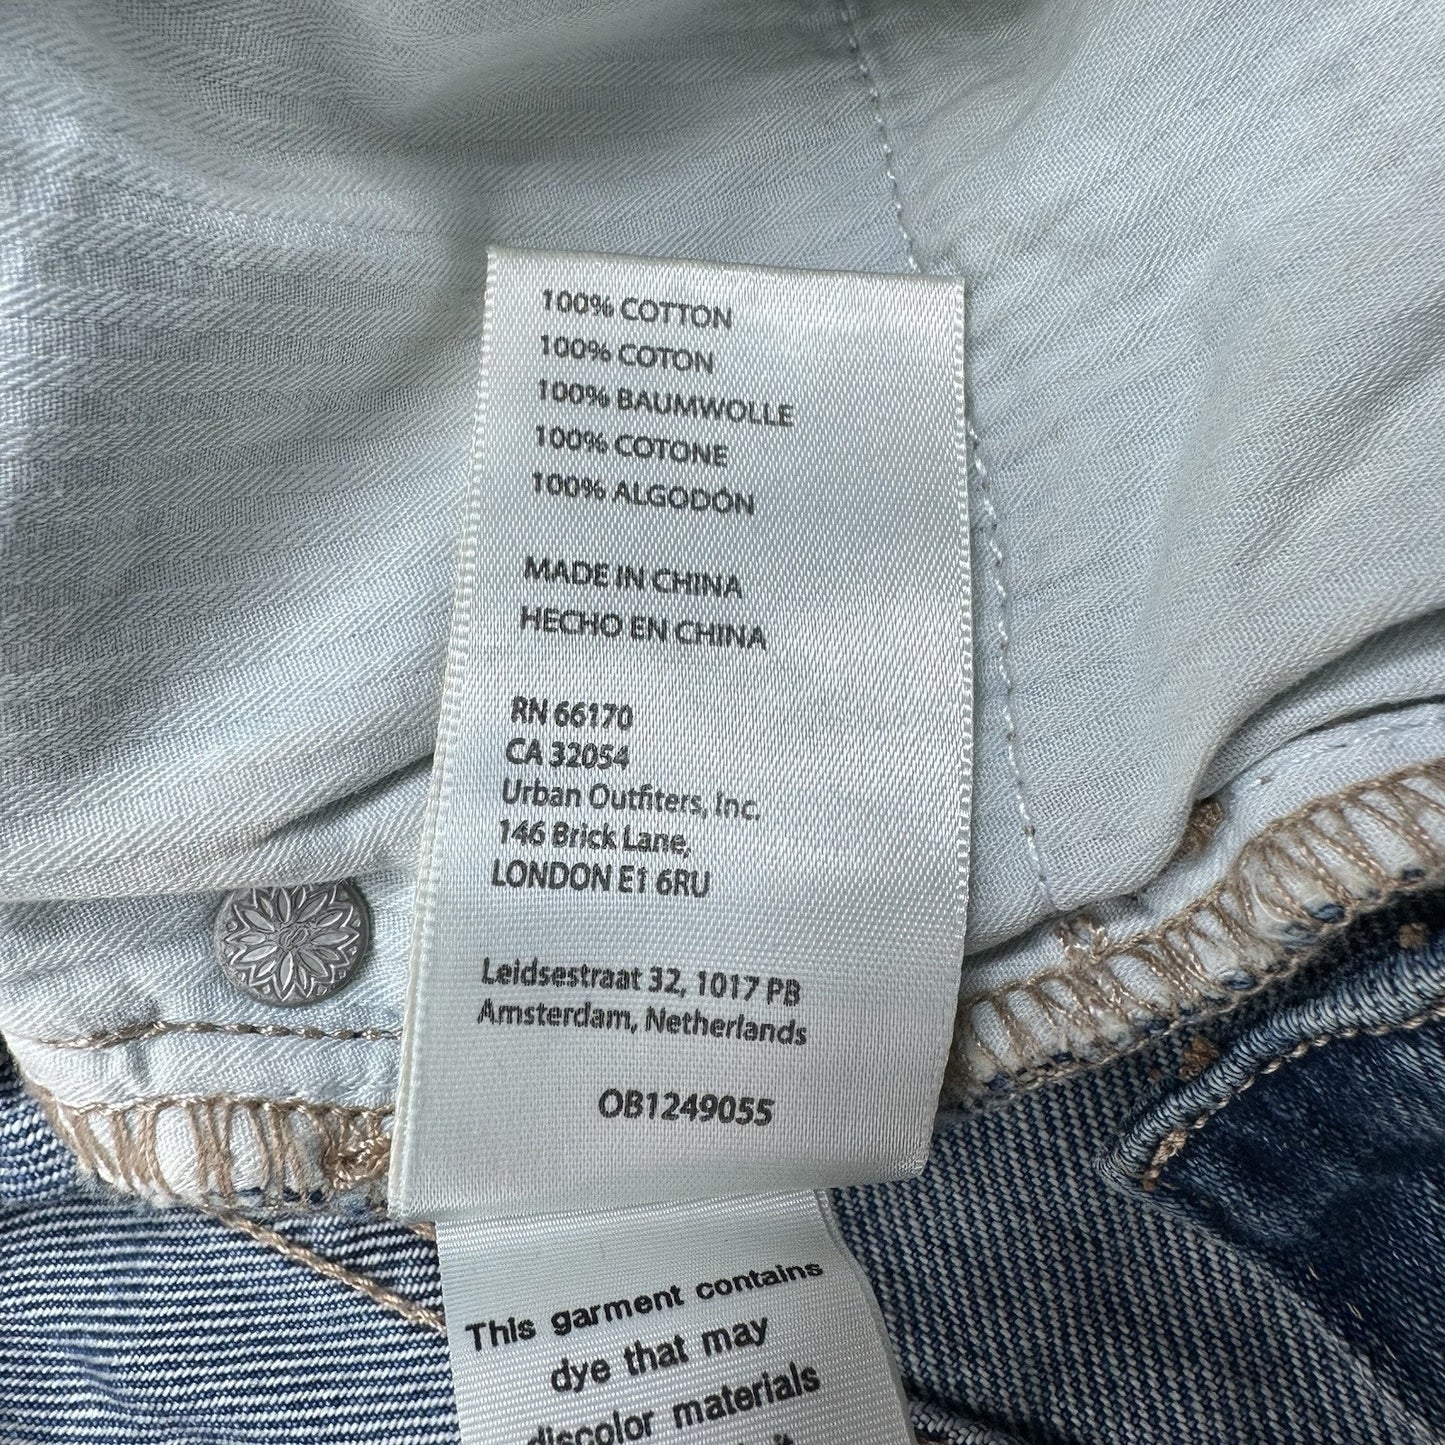 100% COTTON
100% COTON
100% BAUMWOLLE
100% COTONE
100% ALGODÓN
MADE IN CHINA
HECHO EN CHINA
RN 66170
CA 32054
Urban Outfiters, Inc.
146 Brick Lane,
LONDON E1 6RU
Leidsestraat 32, 1017 PB
Amsterdam, Netherlands
OB1249055
This garment contains
dye that may
discolor materials